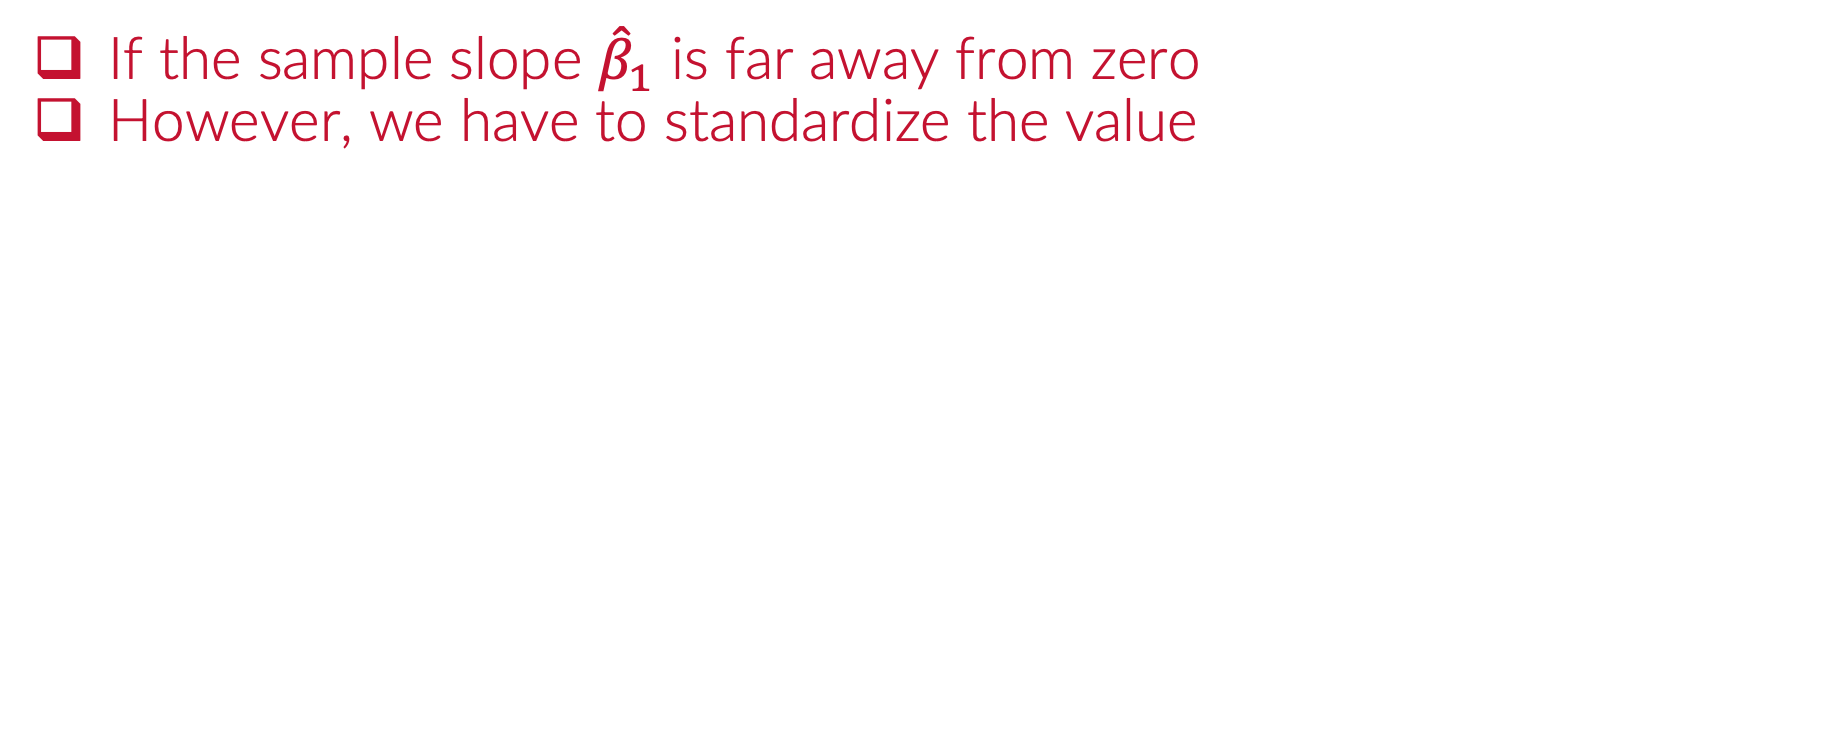 ❑ If the sample slope β̂₁ is far away from zero
❑ However, we have to standardize the value